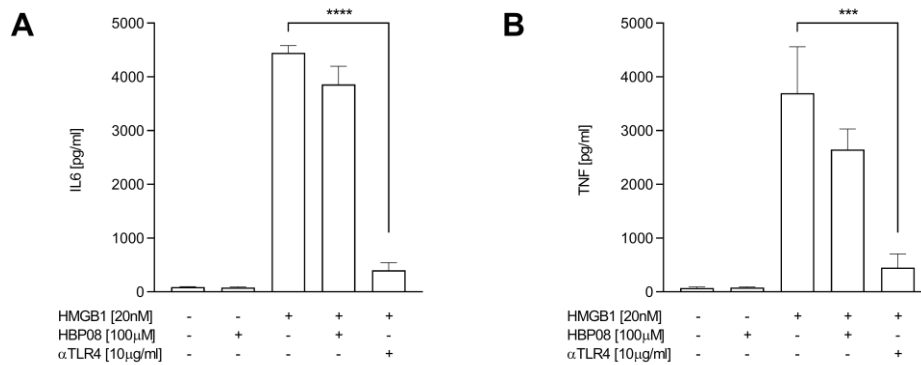 A
****
5000
4000
3000
2000
1000
0
IL6 [pg/ml]
HMGB1 [20nM] - - + + +
HBP08 [100μM] - + - + -
αTLR4 [10μg/ml] - - - - +
B
***
5000
4000
3000
2000
1000
0
TNF [pg/ml]
HMGB1 [20nM] - - + + +
HBP08 [100μM] - + - + -
αTLR4 [10μg/ml] - - - - +